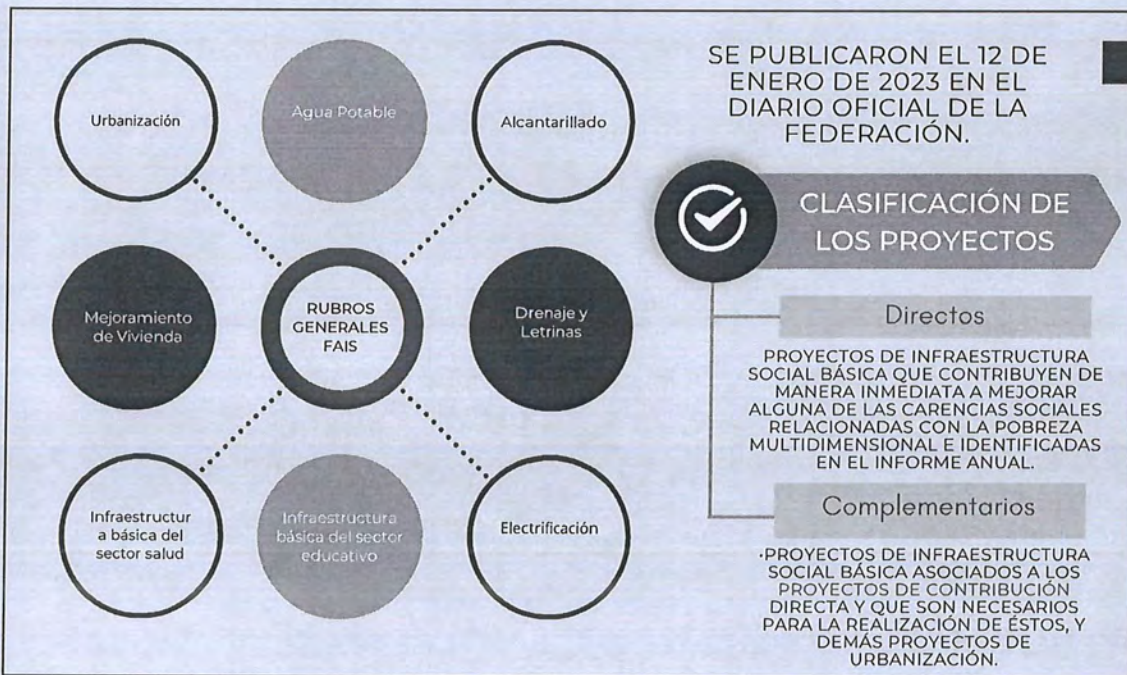 Urbanización
Agua Potable
Alcantarillado
Mejoramiento
de Vivienda
RUBROS
GENERALES
FAIS
Drenaje y
Letrinas
Infraestructur
a básica del
sector salud
Infraestructura
básica del sector
educativo
Electrificación
SE PUBLICARON EL 12 DE
ENERO DE 2023 EN EL
DIARIO OFICIAL DE LA
FEDERACIÓN.
CLASIFICACIÓN DE
LOS PROYECTOS
Directos
PROYECTOS DE INFRAESTRUCTURA
SOCIAL BÁSICA QUE CONTRIBUYEN DE
MANERA INMEDIATA A MEJORAR
ALGUNA DE LAS CARENCIAS SOCIALES
RELACIONADAS CON LA POBREZA
MULTIDIMENSIONAL E IDENTIFICADAS
EN EL INFORME ANUAL.
Complementarios
·PROYECTOS DE INFRAESTRUCTURA
SOCIAL BÁSICA ASOCIADOS A LOS
PROYECTOS DE CONTRIBUCIÓN
DIRECTA Y QUE SON NECESARIOS
PARA LA REALIZACIÓN DE ÉSTOS, Y
DEMÁS PROYECTOS DE
URBANIZACIÓN.